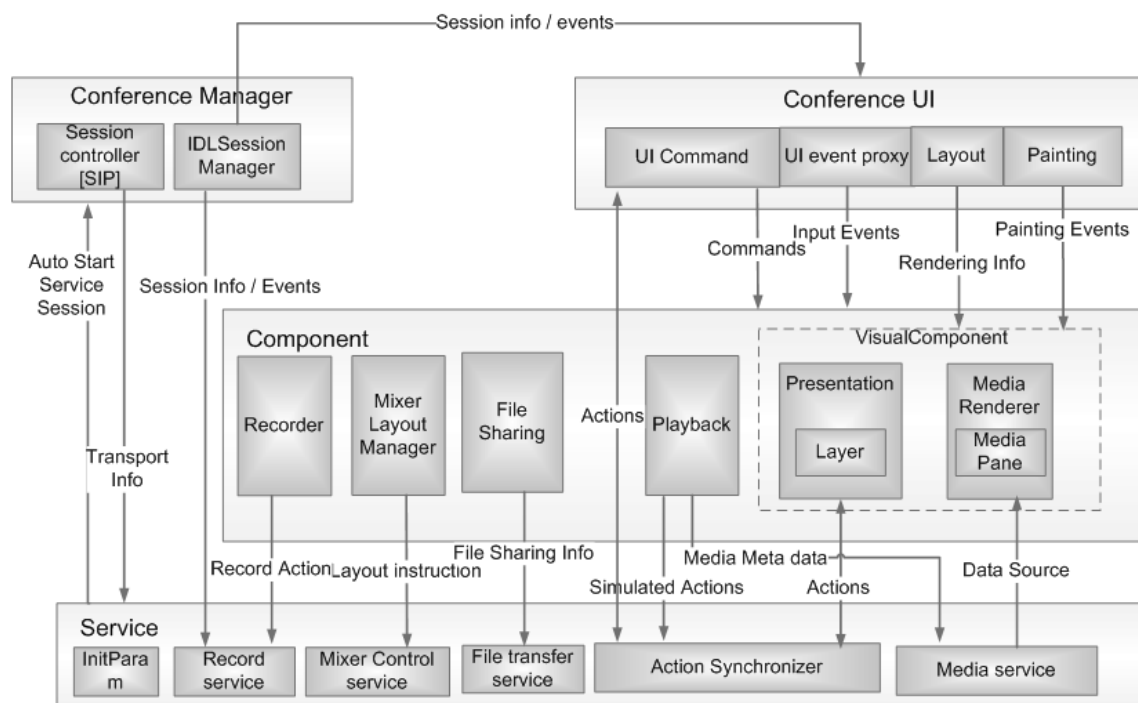 Session info / events
Conference Manager
Session
controller
[SIP]
IDLSession
Manager
Conference UI
UI Command
UI event proxy
Layout
Painting
Auto Start
Service
Session
Session Info / Events
Commands
Input Events
Rendering Info
Painting Events
Component
Recorder
Mixer
Layout
Manager
File
Sharing
Actions
Playback
VisualComponent
Presentation
Layer
Media
Renderer
Media
Pane
Transport
Info
Record Action
Layout instruction
File Sharing Info
Simulated Actions
Media Meta data
Actions
Data Source
Service
InitPara
m
Record
service
Mixer Control
service
File transfer
service
Action Synchronizer
Media service